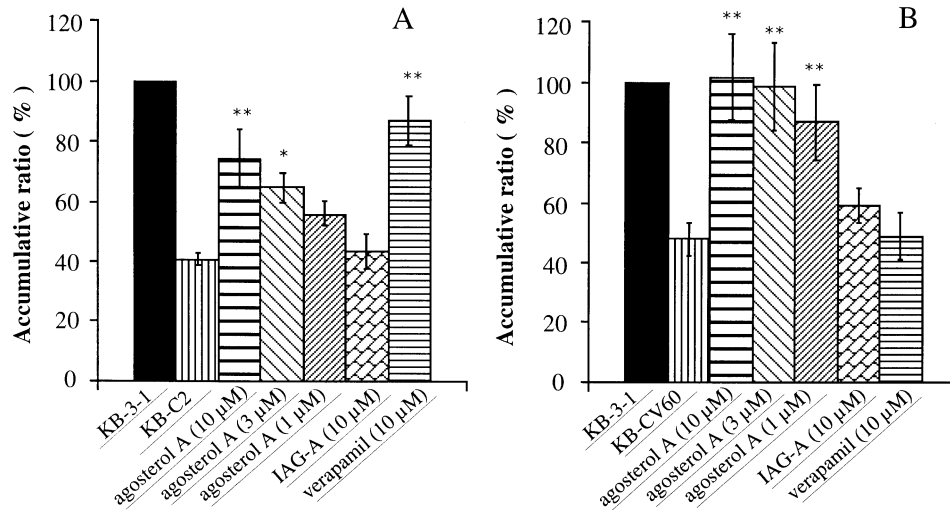 A
Accumulative ratio ( % )
120
100
80
60
40
20
0
**
*
**
KB-3-1
KB-C2
agosterol A (10 µM)
agosterol A (3 µM)
agosterol A (1 µM)
IAG-A (10 µM)
verapamil (10 µM)
B
Accumulative ratio ( % )
120
100
80
60
40
20
0
**
**
**
KB-3-1
KB-CV60
agosterol A (10 µM)
agosterol A (3 µM)
agosterol A (1 µM)
IAG-A (10 µM)
verapamil (10 µM)